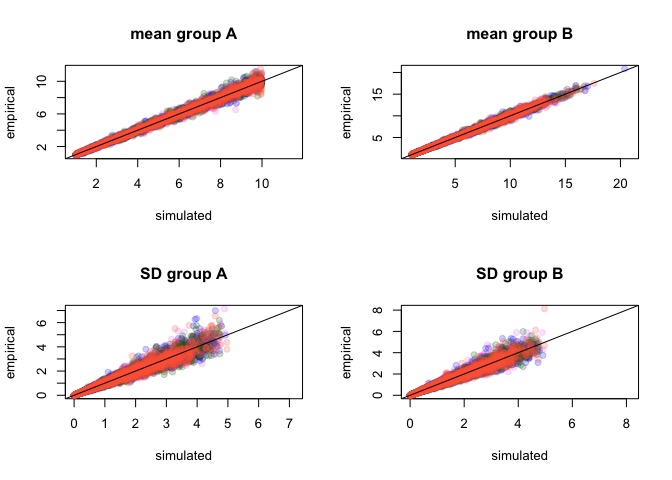 mean group A
empirical
2 6 10
2 4 6 8 10
simulated
mean group B
empirical
5 15
5 10 15 20
simulated
SD group A
empirical
0 2 4 6
0 1 2 3 4 5 6 7
simulated
SD group B
empirical
0 2 4 6 8
0 2 4 6 8
simulated